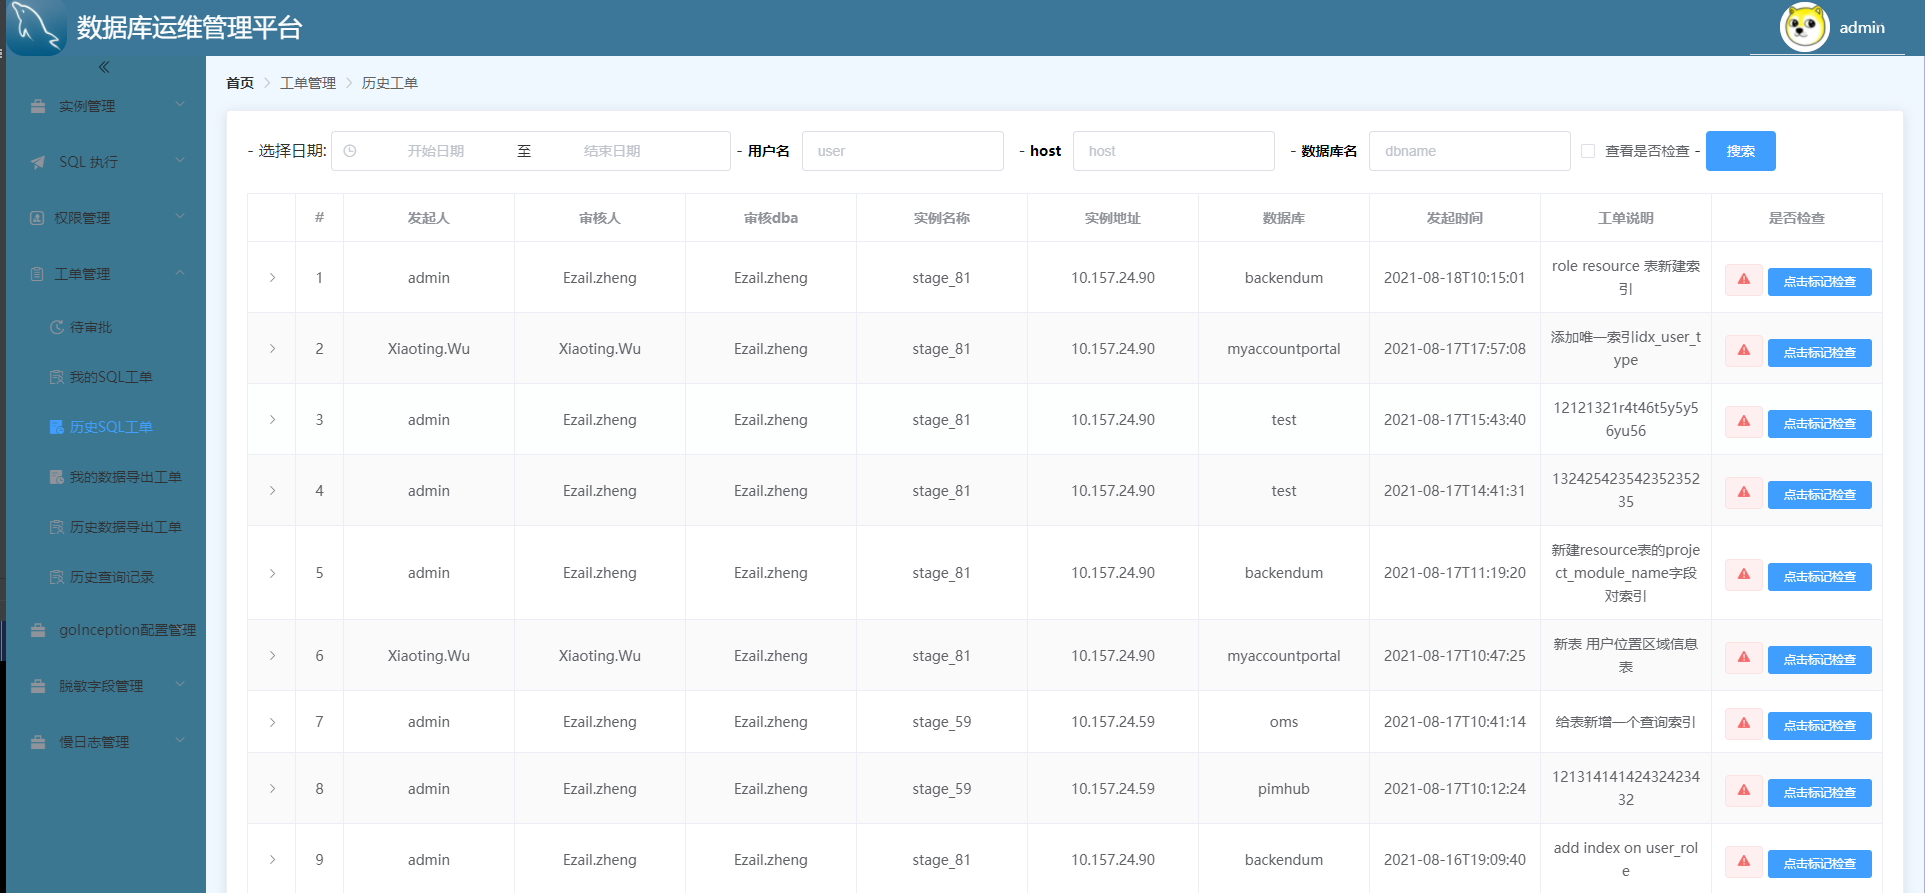 数据库运维管理平台
admin
实例管理
SQL 执行
权限管理
工单管理
待审批
我的SQL工单
历史SQL工单
我的数据导出工单
历史数据导出工单
历史查询记录
goInception配置管理
脱敏字段管理
慢日志管理
首页 工单管理 历史工单
- 选择日期: 开始日期 至 结束日期 - 用户名 user - host host - 数据库名 dbname 查看是否检查 - 搜索
# 发起人 审核人 审核dba 实例名称 实例地址 数据库 发起时间 工单说明 是否检查
1 admin Ezail.zheng Ezail.zheng stage_81 10.157.24.90 backendum 2021-08-18T10:15:01 role resource 表新建索
引
点击标记检查
2 Xiaoting.Wu Xiaoting.Wu Ezail.zheng stage_81 10.157.24.90 myaccountportal 2021-08-17T17:57:08 添加唯一索引idx_user_t
ype
点击标记检查
3 admin Ezail.zheng Ezail.zheng stage_81 10.157.24.90 test 2021-08-17T15:43:40 12121321r4t46t5y5y5
6yu56
点击标记检查
4 admin Ezail.zheng Ezail.zheng stage_81 10.157.24.90 test 2021-08-17T14:41:31 132425423542352352
35
点击标记检查
5 admin Ezail.zheng Ezail.zheng stage_81 10.157.24.90 backendum 2021-08-17T11:19:20 新建resource表的proje
ct_module_name字段
对索引
点击标记检查
6 Xiaoting.Wu Xiaoting.Wu Ezail.zheng stage_81 10.157.24.90 myaccountportal 2021-08-17T10:47:25 新表 用户位置区域信息
表
点击标记检查
7 admin Ezail.zheng Ezail.zheng stage_59 10.157.24.59 oms 2021-08-17T10:41:14 给表新增一个查询索引 点击标记检查
8 admin Ezail.zheng Ezail.zheng stage_59 10.157.24.59 pimhub 2021-08-17T10:12:24 121314141424324234
32
点击标记检查
9 admin Ezail.zheng Ezail.zheng stage_81 10.157.24.90 backendum 2021-08-16T19:09:40 add index on user_rol
e
点击标记检查